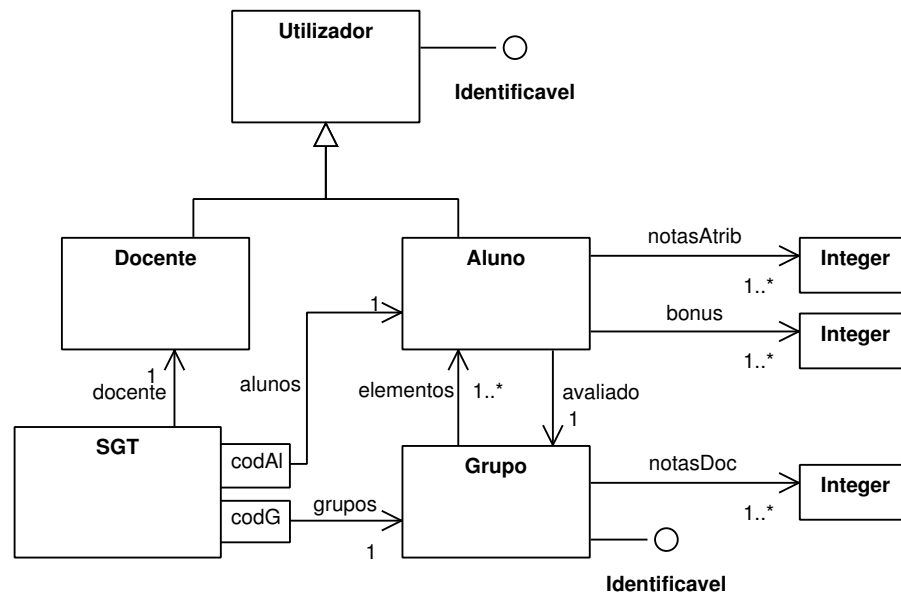 Utilizador
Identificavel
Docente
Aluno
notasAtrib
1..*
Integer
bonus
1..*
Integer
1
docente
alunos
1
elementos
1..*
avaliado
1
SGT
codAl
codG
grupos
1
Grupo
notasDoc
1..*
Integer
Identificavel